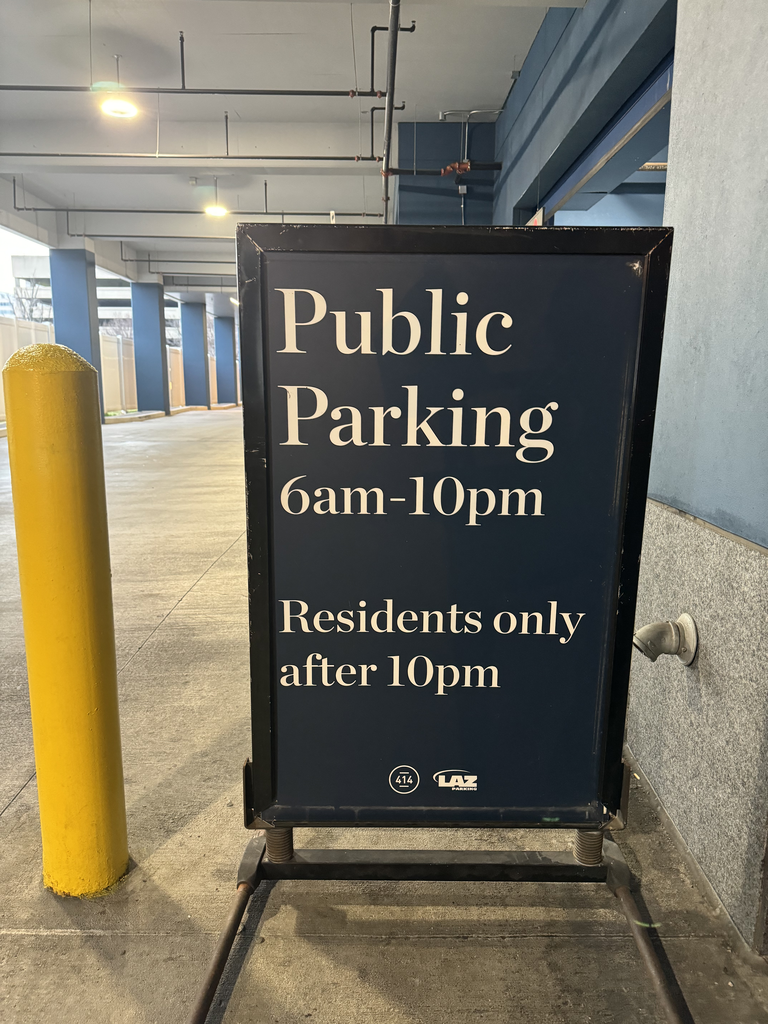 Public
Parking
6am-10pm
Residents only
after 10pm
414
LAZ
PARKING